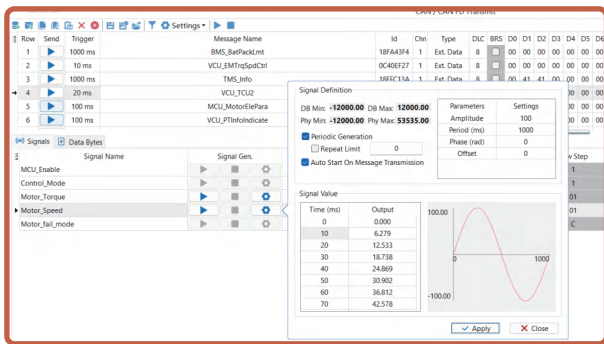 CAN / CAN FD Transmit
Settings
Row Send Trigger Message Name Id Chn Type DLC BRS D0 D1 D2 D3 D4 D5 D6
1 1000 ms BMS_BatPackLmt 18FA43F4 1 Ext. Data 8 00 00 00 00 00 00 00
2 10 ms VCU_EMTrqSpdCtrl 0C40EF27 1 Ext. Data 8 00 00 00 00 00 00 00
3 1000 ms TMS_Info 18FFC13A 1 Ext. Data 8 00 41 41 00 00 00 00
4 20 ms VCU_TCU2
5 100 ms MCU_MotorElePara
6 100 ms VCU_PTInfoIndicate
Signals Data Bytes
Signal Name Signal Gen. w Step
MCU_Enable 1
Control_Mode 1
Motor_Torque 01
Motor_Speed 01
Motor_fail_mode C
Signal Definition
DB Min: -12000.00 DB Max: 12000.00
Phy Min: -12000.00 Phy Max: 53535.00
Periodic Generation
Repeat Limit 0
Auto Start On Message Transmission
Parameters Settings
Amplitude 100
Period (ms) 1000
Phase (rad) 0
Offset 0
Signal Value
Time (ms) Output
0 0.000
10 6.279
20 12.533
30 18.738
40 24.869
50 30.902
60 36.812
70 42.578
100.00
0 1000
-100.00
Apply Close